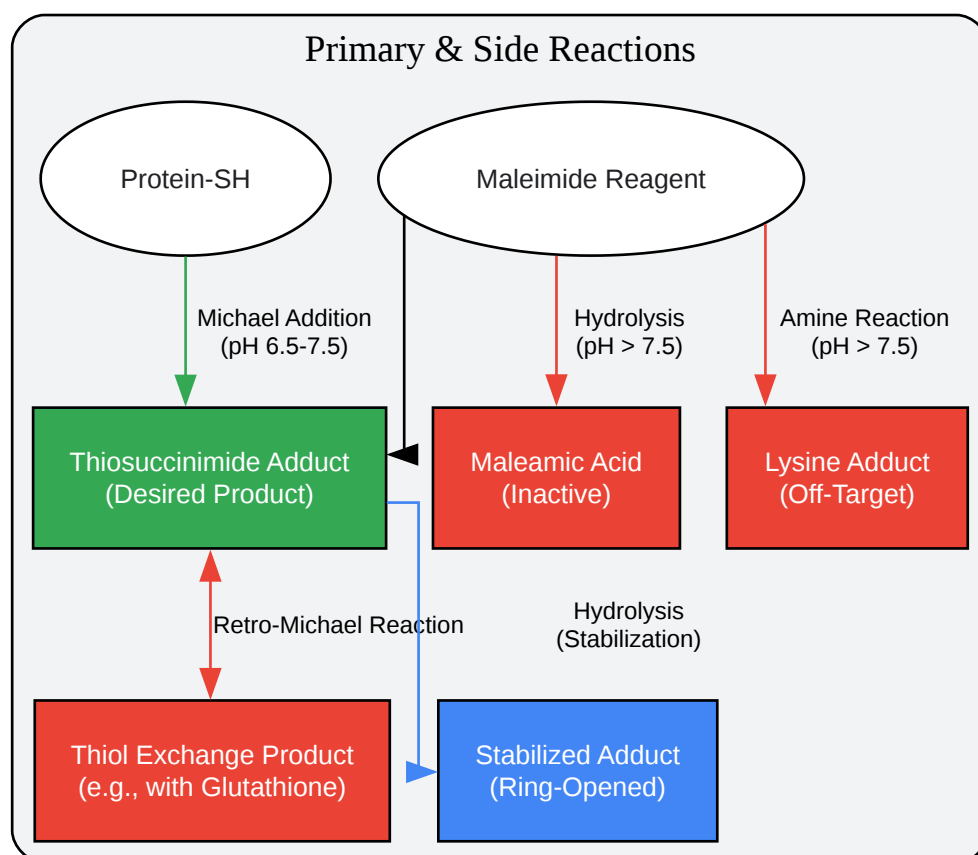 Primary & Side Reactions
Protein-SH
Maleimide Reagent
Michael Addition
(pH 6.5-7.5)
Hydrolysis
(pH > 7.5)
Amine Reaction
(pH > 7.5)
Thiosuccinimide Adduct
(Desired Product)
Maleamic Acid
(Inactive)
Lysine Adduct
(Off-Target)
Retro-Michael Reaction
Hydrolysis
(Stabilization)
Thiol Exchange Product
(e.g., with Glutathione)
Stabilized Adduct
(Ring-Opened)